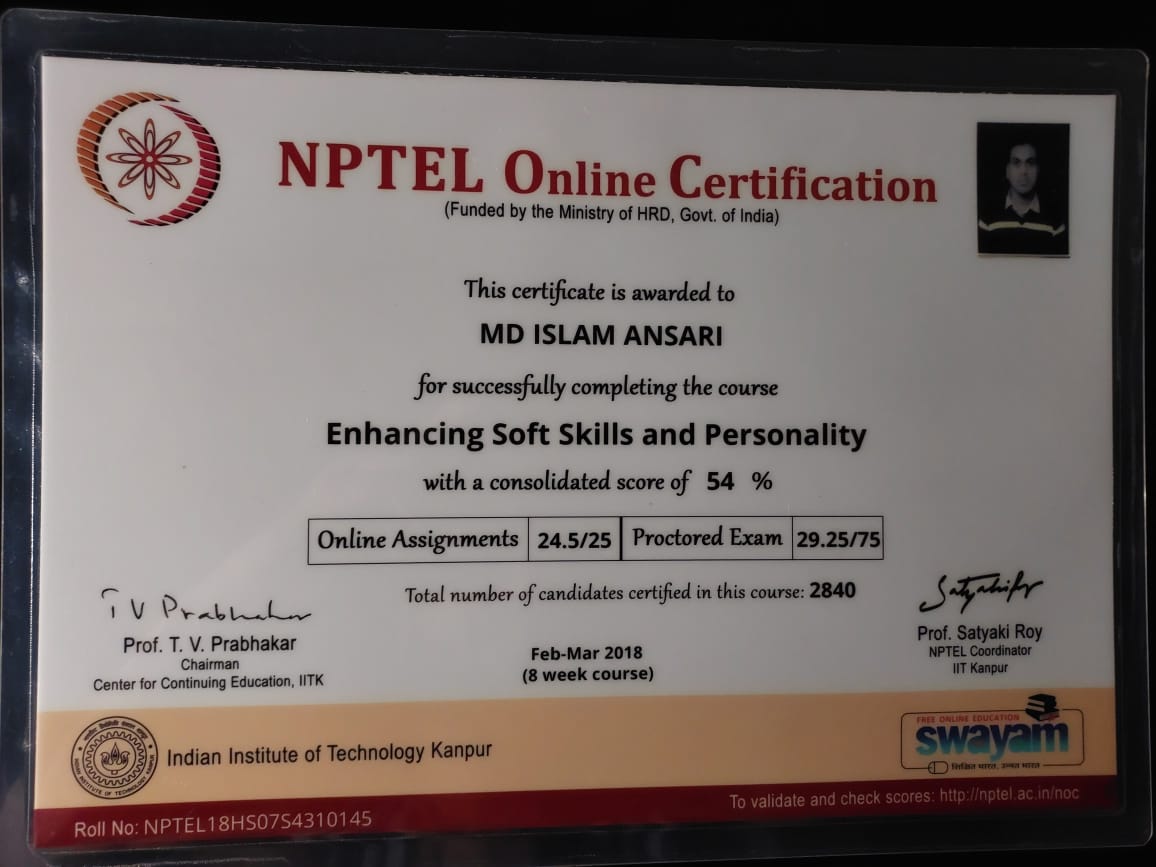 NPTEL Online Certification
(Funded by the Ministry of HRD, Govt. of India)
This certificate is awarded to
MD ISLAM ANSARI
for successfully completing the course
Enhancing Soft Skills and Personality
with a consolidated score of 54 %
Online Assignments 24.5/25 Proctored Exam 29.25/75
Total number of candidates certified in this course: 2840
T V Prabhakar
Prof. T. V. Prabhakar
Chairman
Center for Continuing Education, IITK
Feb-Mar 2018
(8 week course)
Prof. Satyaki Roy
NPTEL Coordinator
IIT Kanpur
Indian Institute of Technology Kanpur
FREE ONLINE EDUCATION
swayam
शिक्षित भारत, उन्नत भारत
To validate and check scores: http://nptel.ac.in/noc
Roll No: NPTEL18HS07S4310145